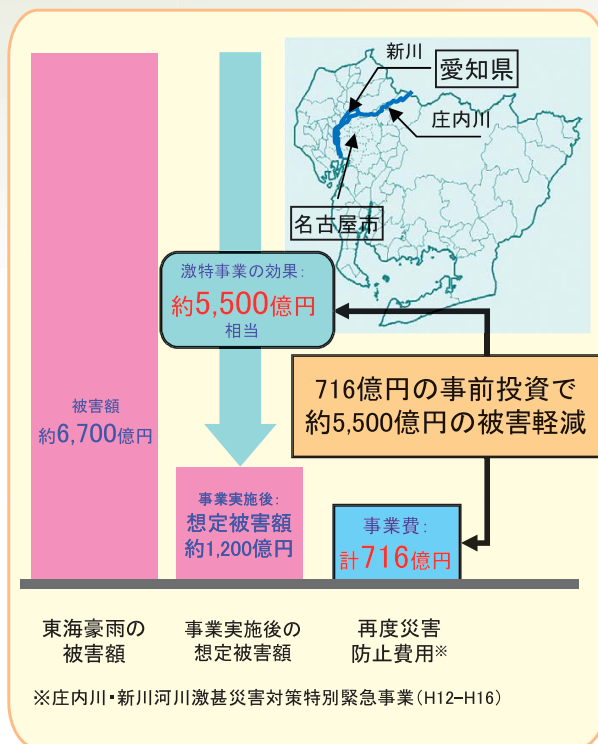 新川
愛知県
庄内川
名古屋市
激特事業の効果:
約5,500億円
相当
716億円の事前投資で
約5,500億円の被害軽減
被害額
約6,700億円
事業実施後:
想定被害額
約1,200億円
事業費:
計716億円
東海豪雨の
被害額
事業実施後の
想定被害額
再度災害
防止費用※
※庄内川・新川河川激甚災害対策特別緊急事業(H12-H16)